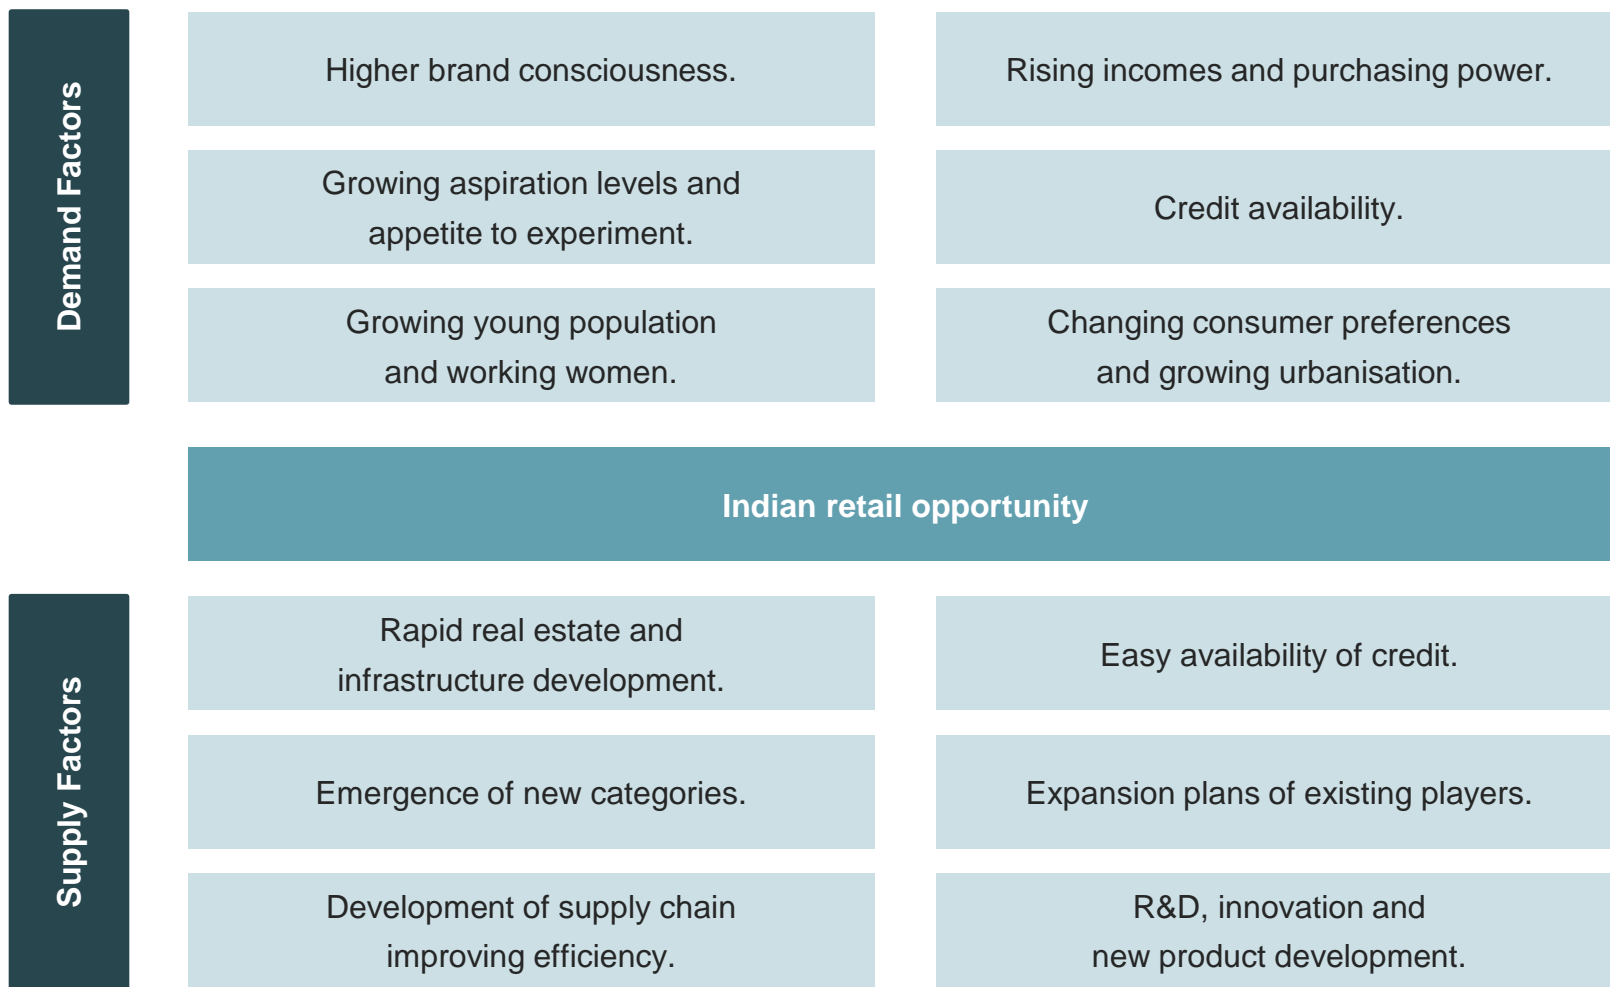 Demand Factors
Higher brand consciousness.
Rising incomes and purchasing power.
Growing aspiration levels and
appetite to experiment.
Credit availability.
Growing young population
and working women.
Changing consumer preferences
and growing urbanisation.
Indian retail opportunity
Supply Factors
Rapid real estate and
infrastructure development.
Easy availability of credit.
Emergence of new categories.
Expansion plans of existing players.
Development of supply chain
improving efficiency.
R&D, innovation and
new product development.